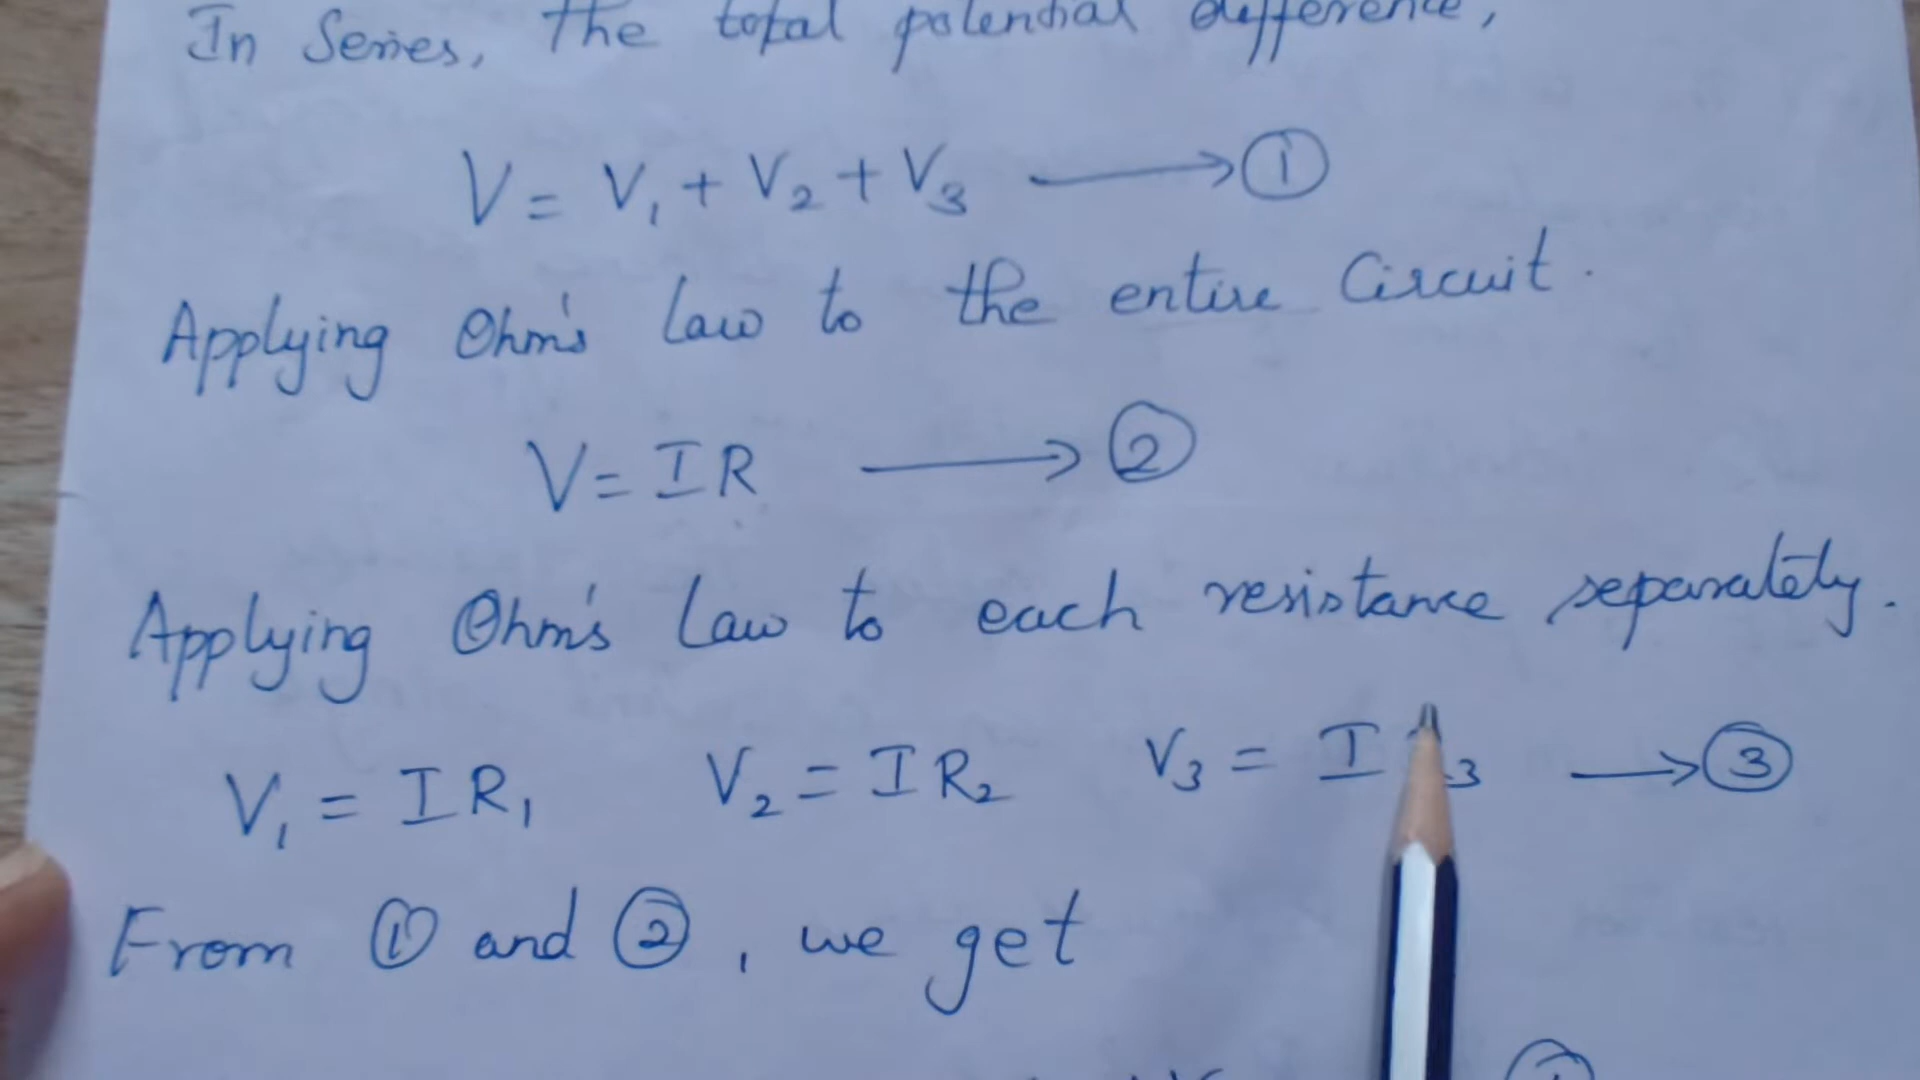 In Series, the total potential difference,
V = V₁ + V₂ + V₃ ⟶ ①
Applying Ohm's law to the entire Circuit.
V = IR ⟶ ②
Applying Ohm's law to each resistance separately.
V₁ = IR₁ V₂ = IR₂ V₃ = I ₃ ⟶ ③
From ① and ②, we get